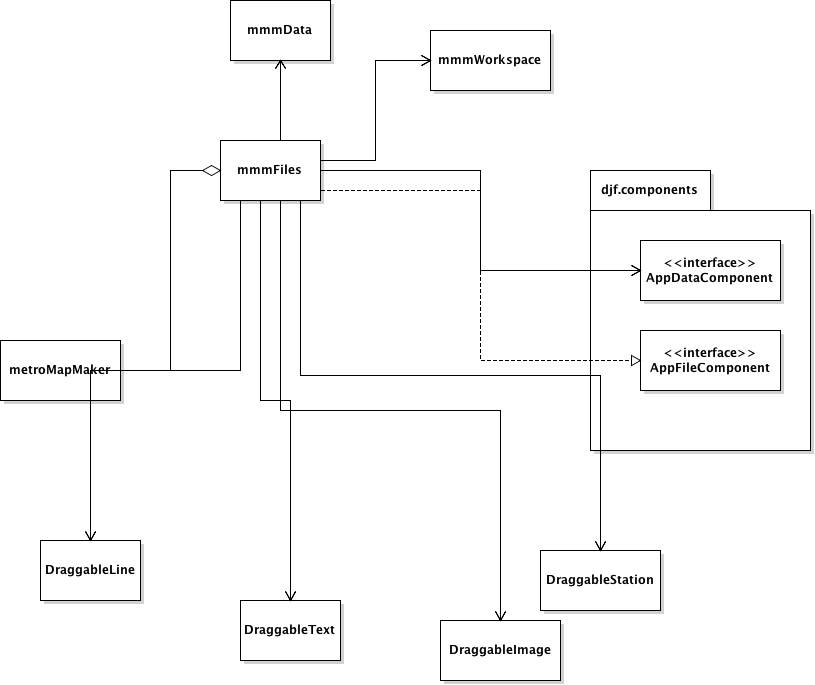 mmmData
mmmWorkspace
mmmFiles
djf.components
<<interface>>
AppDataComponent
<<interface>>
AppFileComponent
metroMapMaker
DraggableLine
DraggableStation
DraggableText
DraggableImage